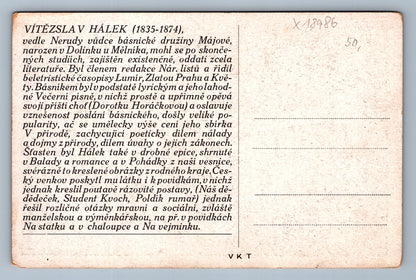 VÍTĚZSLAV HÁLEK (1835-1874),
vedle Nerudy vůdce básnické družiny Májové,
narozen v Dolínku u Mělníka, mohl se po skonče-
ných studiích, zajištěn existenčně, oddati zcela
literatuře. Byl členem redakce Nár. listů a řídil
beletristické časopisy Lumír, Zlatou Prahu a Kvě-
ty. Básníkem byl v podstatě lyrickým a jeho lahod-
né Večerní písně, v nichž prostě a upřímně opěvá
svoji příští choť (Dorotku Horáčkovou) a oslavuje
vznešenost poslání básnického, došly veliké po-
pularity, ač se umělecky výše cení jeho sbírka
V přírodě, zachycující poeticky dílem nálady
a dojmy z přírody, dílem úvahy o jejích zákonech.
Šťasten byl Hálek také v drobné epice, shrnuté
v Balady a romance a v Pohádky z naší vesnice,
svérázně to kreslené obrázky z rodného kraje. Čes-
ký venkov poskytl mu látku i k povídkám, v nichž
jednak kreslil poutavé rázovité postavy, (Náš dě-
deček, Student Kvoch, Poldík rumař) jednak
řešil rozličné otázky mravní a sociální, zvláště
manželskou a výměnkářskou, na př. v povídkách
Na statku a v chaloupce a Na vejminku.
X 18986
50,
VKT